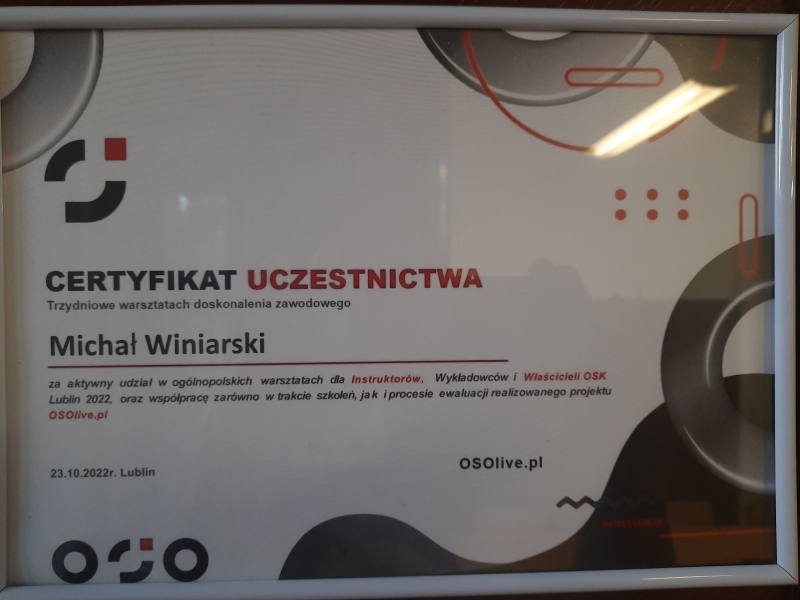 CERTYFIKAT UCZESTNICTWA
Trzydniowe warsztatach doskonalenia zawodowego
Michał Winiarski
za aktywny udział w ogólnopolskich warsztatach dla Instruktorów, Wykładowców i Właścicieli OSK
Lublin 2022, oraz współpracę zarówno w trakcie szkoleń, jak i procesie ewaluacji realizowanego projektu
OSOlive.pl
23.10.2022r. Lublin
OSOlive.pl
OSO